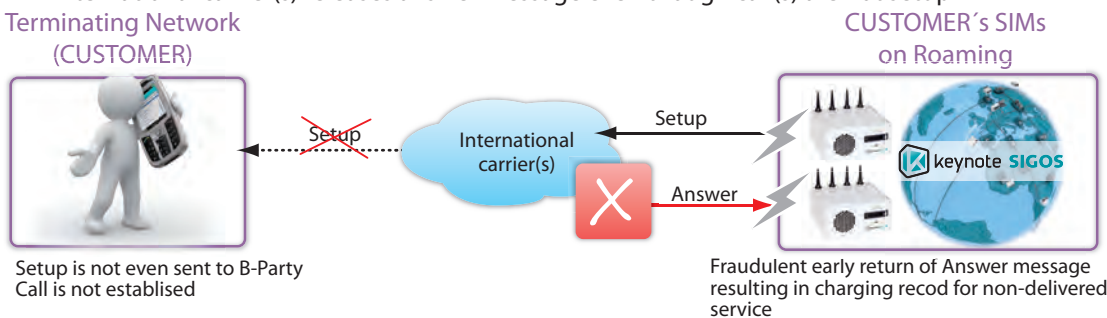 Terminating Network
(CUSTOMER)
CUSTOMER´s SIMs
on Roaming
Setup
International
carrier(s)
Setup
Answer
keynote SIGOS
Setup is not even sent to B-Party
Call is not establised
Fraudulent early return of Answer message
resulting in charging recod for non-delivered
service